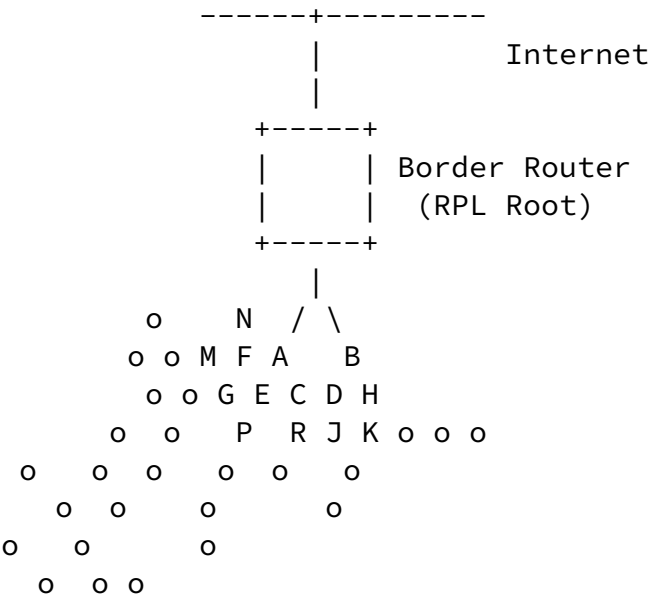 ------+---------
|            Internet
|
+-----+
|     | Border Router
|     |  (RPL Root)
+-----+
|
o    N  / \
o o M F A   B
o o G E C D H
o  o   P  R J K o o o
o   o  o   o  o   o
o  o    o      o
o   o      o
o  o o